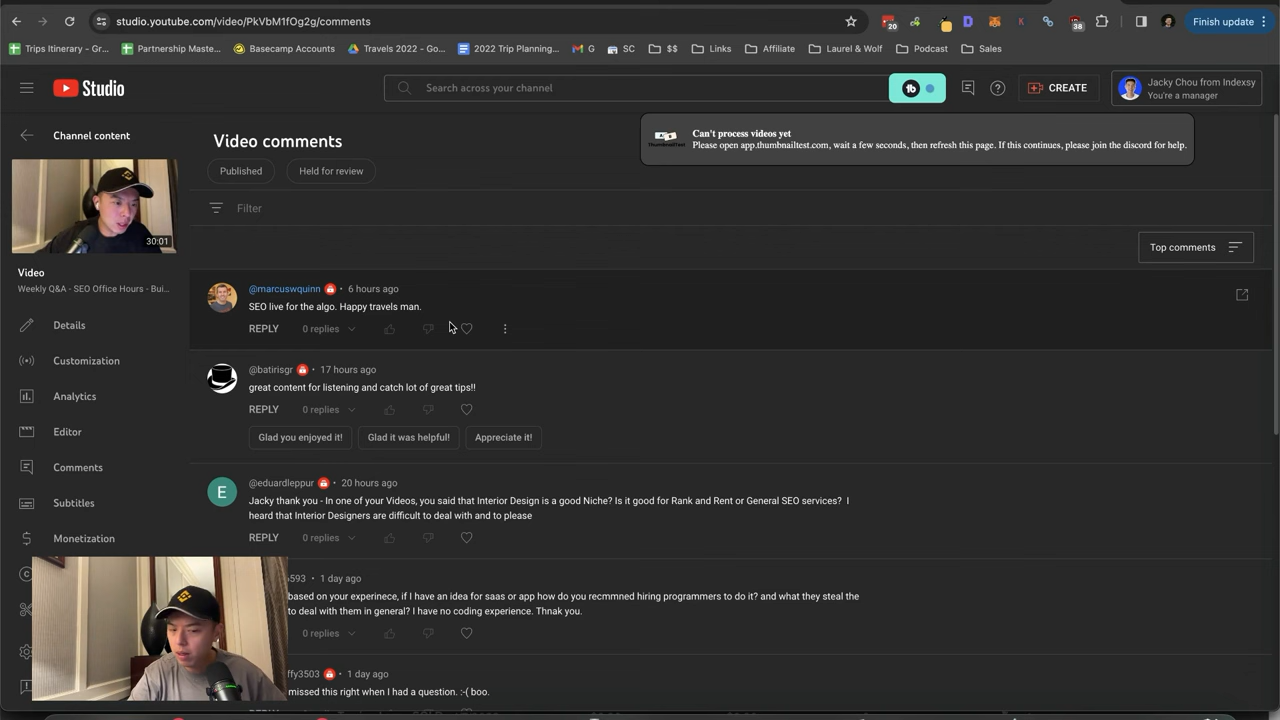 studio.youtube.com/video/PkVbM1fOg2g/comments
20
38
Finish update
Trips Itinerary - Gr...
Partnership Maste...
Basecamp Accounts
Travels 2022 - Go...
2022 Trip Planning...
G
SC
$$
Links
Affiliate
Laurel & Wolf
Podcast
Sales
Studio
Search across your channel
CREATE
Jacky Chou from Indexsy
You're a manager
Channel content
Video comments
Can't process videos yet
Please open app.thumbnailtest.com, wait a few seconds, then refresh this page. If this continues, please join the discord for help.
Published
Held for review
Filter
30:01
Top comments
Video
Weekly Q&A - SEO Office Hours - Bui...
@marcuswquinn • 6 hours ago
SEO live for the algo. Happy travels man.
REPLY 0 replies
Details
Customization
Analytics
Editor
Comments
Subtitles
Monetization
@batirisgr • 17 hours ago
great content for listening and catch lot of great tips!!
REPLY 0 replies
Glad you enjoyed it!
Glad it was helpful!
Appreciate it!
E
@eduardleppur • 20 hours ago
Jacky thank you - In one of your Videos, you said that Interior Design is a good Niche? Is it good for Rank and Rent or General SEO services? I
heard that Interior Designers are difficult to deal with and to please
REPLY 0 replies
593 • 1 day ago
based on your experinece, if I have an idea for saas or app how do you recmmned hiring programmers to do it? and what they steal the
to deal with them in general? I have no coding experience. Thnak you.
0 replies
ffy3503 • 1 day ago
missed this right when I had a question. :-( boo.